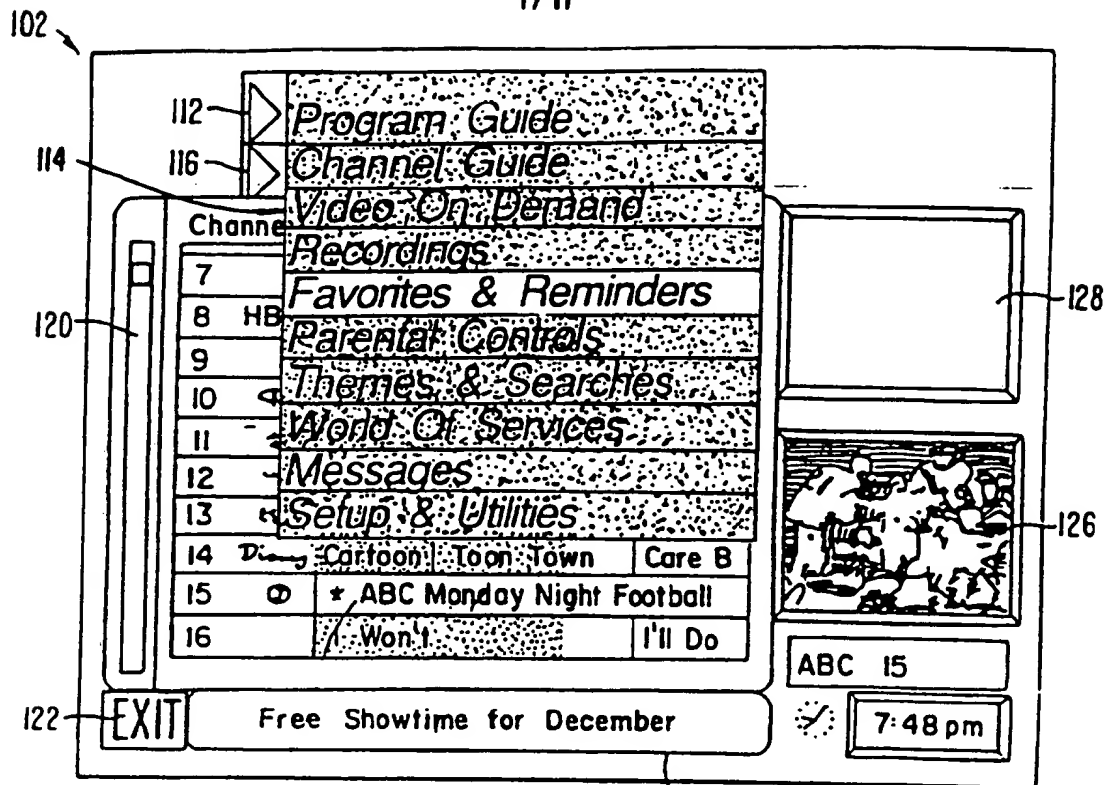 102
112
Program Guide
114
116
Channel Guide
Video On Demand
Channe
Recordings
7
Favorites & Reminders
128
120
8 HB
Parental Controls
9
Themes & Searches
10
World Of Services
11
12
Messages
13
Setup & Utilities
126
14 Disney Cartoon Toon Town Care B
15 * ABC Monday Night Football
16 I Won't I'll Do
ABC 15
122
EXIT
Free Showtime for December
7:48 pm